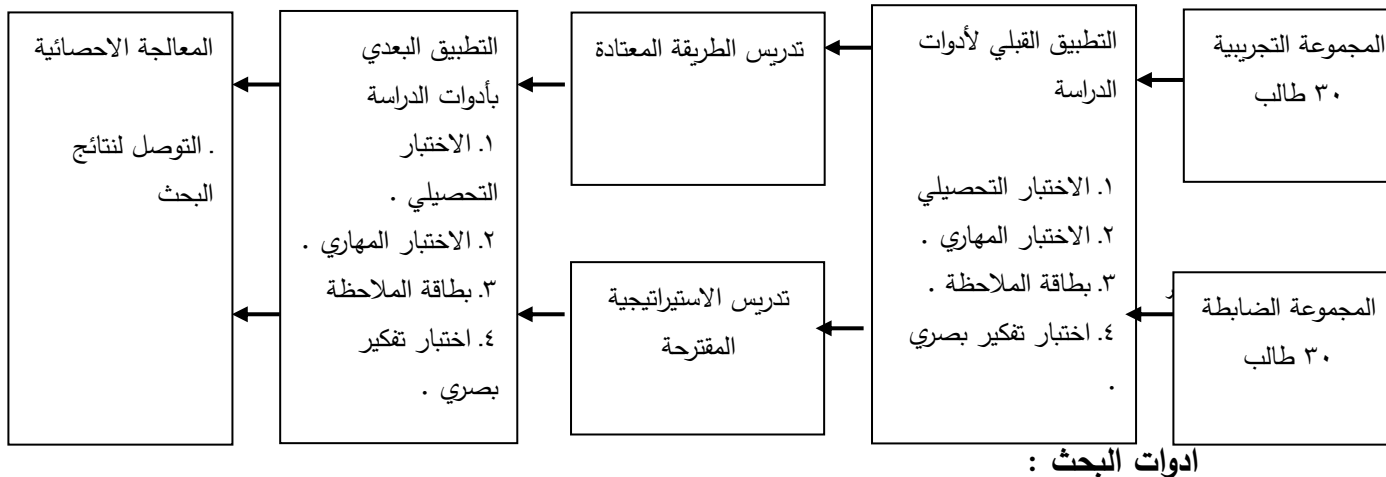 المجموعة التجريبية
٣٠ طالب
المجموعة الضابطة
٣٠ طالب
ر
التطبيق القبلي لأدوات
الدراسة
١. الاختبار التحصيلي
٢. الاختبار المهاري .
٣. بطاقة الملاحظة .
٤. اختبار تفكير بصري
.
تدريس الطريقة المعتادة
تدريس الاستيراتيجية
المقترحة
التطبيق البعدي
بأدوات الدراسة
١. الاختبار
التحصيلي .
٢. الاختبار المهاري .
٣. بطاقة الملاحظة
٤. اختبار تفكير
بصري .
المعالجة الاحصائية
. التوصل لنتائج
البحث
ادوات البحث :